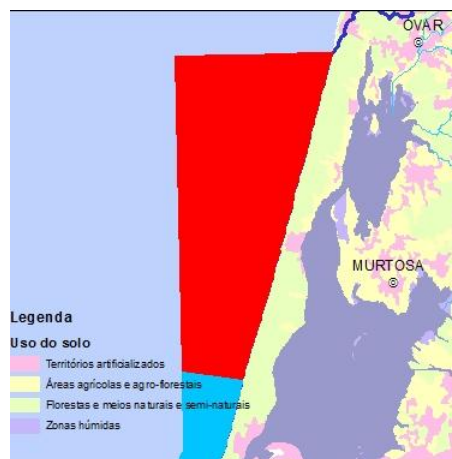 OVAR
MURTOSA
Legenda
Uso do solo
Territórios artificializados
Áreas agrícolas e agro-florestais
Florestas e meios naturais e semi-naturais
Zonas húmidas